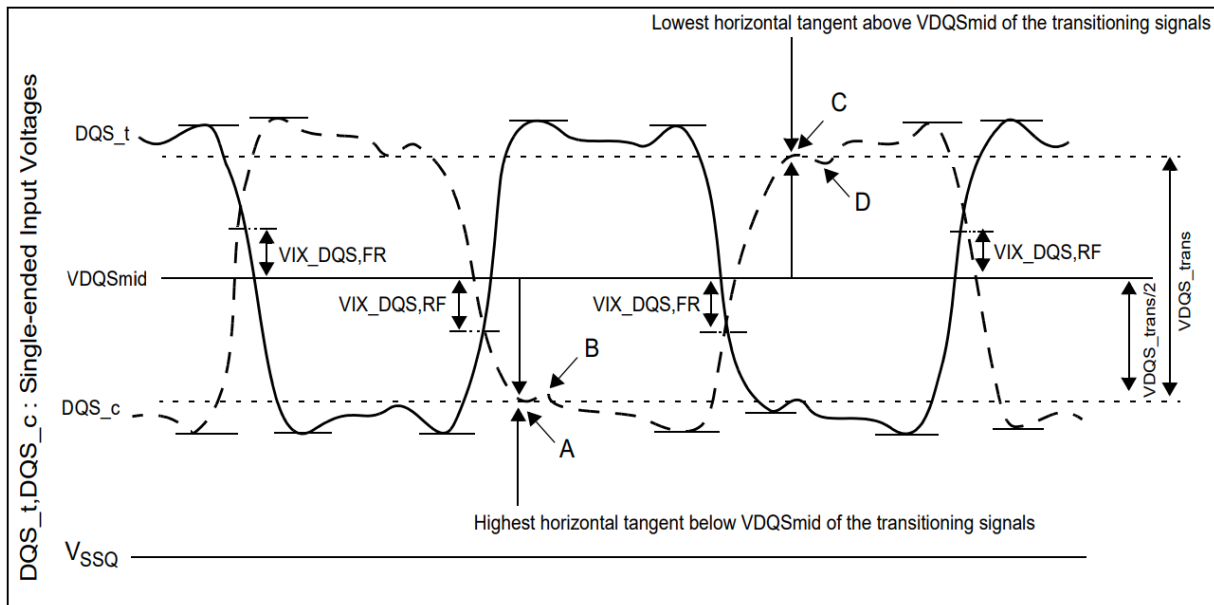 Lowest horizontal tangent above VDQSmid of the transitioning signals
DQS_t,DQS_c : Single-ended Input Voltages
DQS_t
C
D
VIX_DQS,FR
VIX_DQS,RF
VDQSmid
VIX_DQS,RF
VIX_DQS,FR
VDQS_trans
VDQS_trans/2
B
DQS_c
A
Highest horizontal tangent below VDQSmid of the transitioning signals
VSSQ